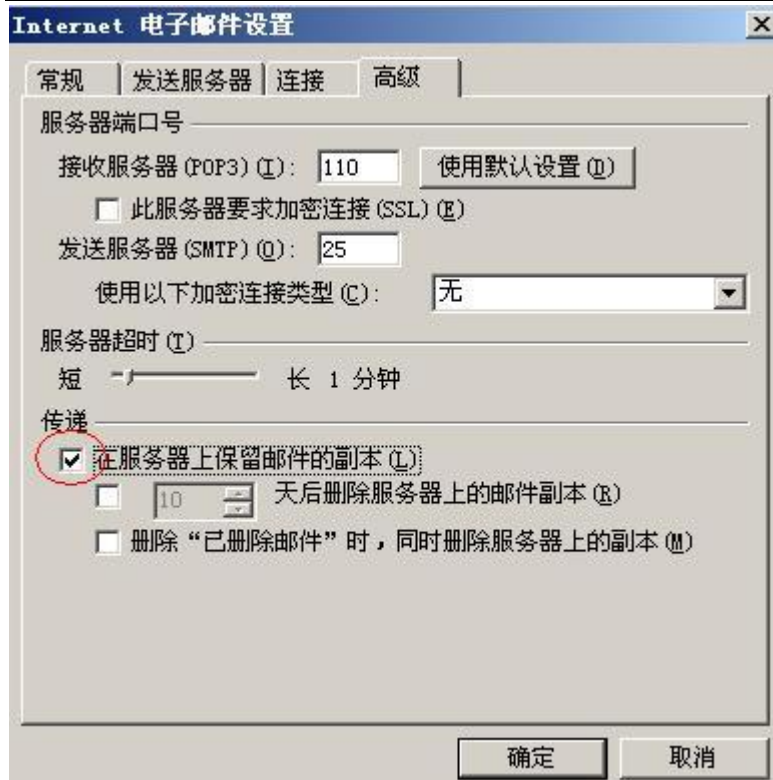 Internet 电子邮件设置
常规 发送服务器 连接 高级
服务器端口号
接收服务器(POP3)(I): 110 使用默认设置(D)
此服务器要求加密连接(SSL)(E)
发送服务器(SMTP)(O): 25
使用以下加密连接类型(C): 无
服务器超时(T)
短 长 1 分钟
传递
在服务器上保留邮件的副本(L)
10 天后删除服务器上的邮件副本(R)
删除“已删除邮件”时，同时删除服务器上的副本(M)
确定 取消